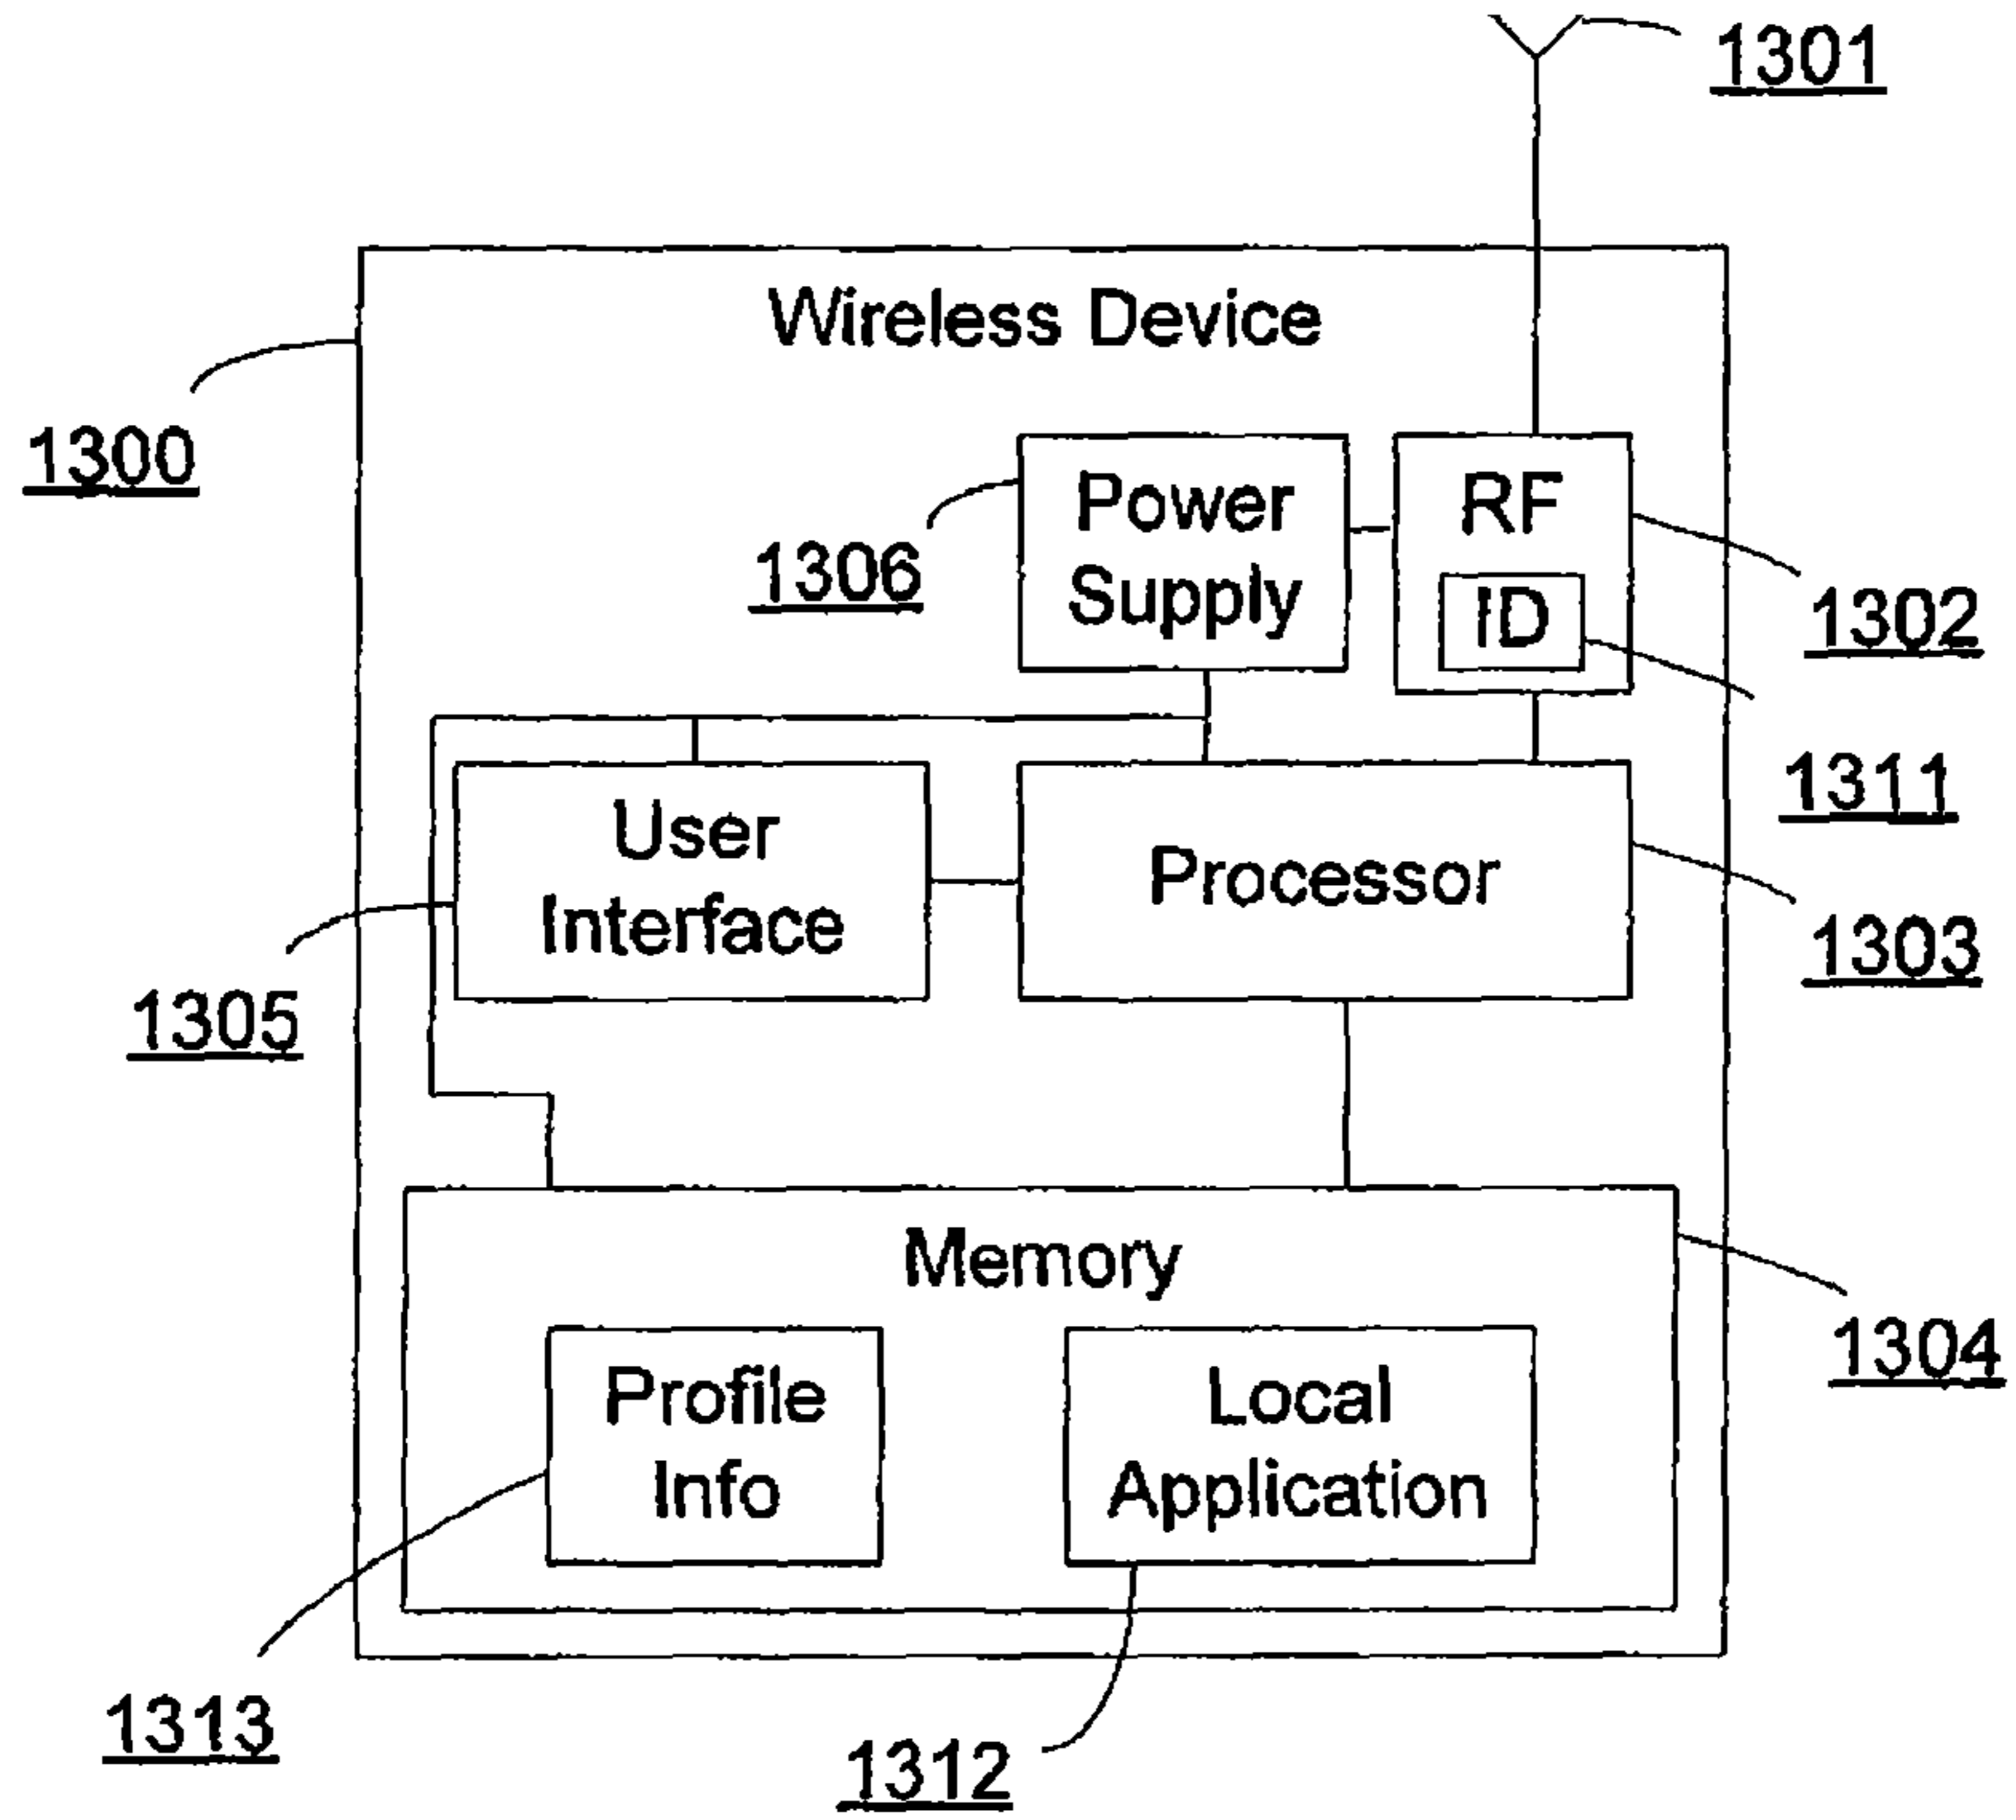 1301
Wireless Device
1300
Power
Supply
1306
RF
ID
1302
1311
User
Interface
Processor
1303
1305
Memory
1304
Profile
Info
Local
Application
1313
1312